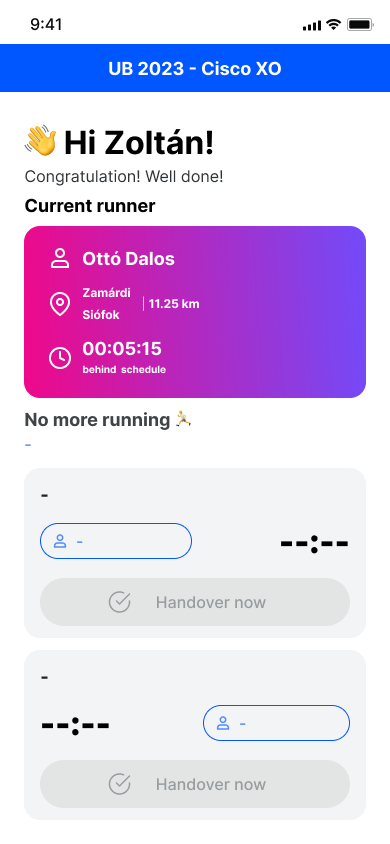 9:41
UB 2023 - Cisco XO
👋 Hi Zoltán!
Congratulation! Well done!
Current runner
Ottó Dalos
Zamárdi
Siófok
| 11.25 km
00:05:15
behind schedule
No more running
-
-
-
--:--
Handover now
-
--:--
-
Handover now